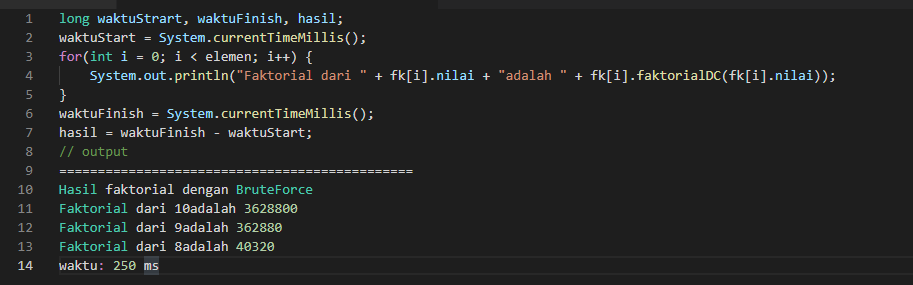 1 long waktuStrart, waktuFinish, hasil;
2 waktuStart = System.currentTimeMillis();
3 for(int i = 0; i < elemen; i++) {
4     System.out.println("Faktorial dari " + fk[i].nilai + "adalah " + fk[i].faktorialDC(fk[i].nilai));
5 }
6 waktuFinish = System.currentTimeMillis();
7 hasil = waktuFinish - waktuStart;
8 // output
9 ===============================================
10 Hasil faktorial dengan BruteForce
11 Faktorial dari 10adalah 3628800
12 Faktorial dari 9adalah 362880
13 Faktorial dari 8adalah 40320
14 waktu: 250 ms